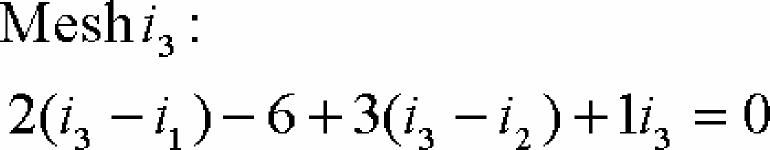 Mesh i₃ :
2(i₃ − i₁) − 6 + 3(i₃ − i₂) + 1i₃ = 0